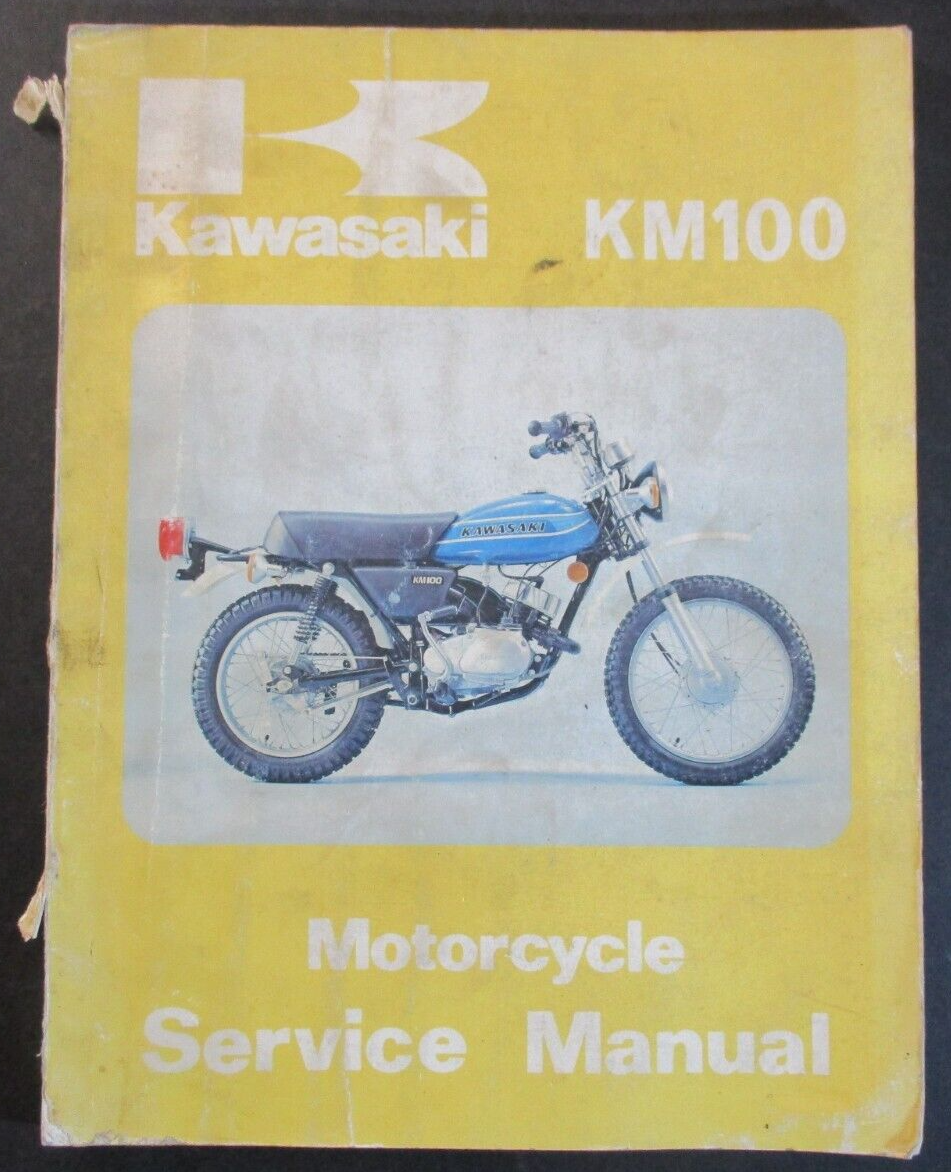 Kawasaki KM100
KAWASAKI
KM100
Motorcycle
Service Manual